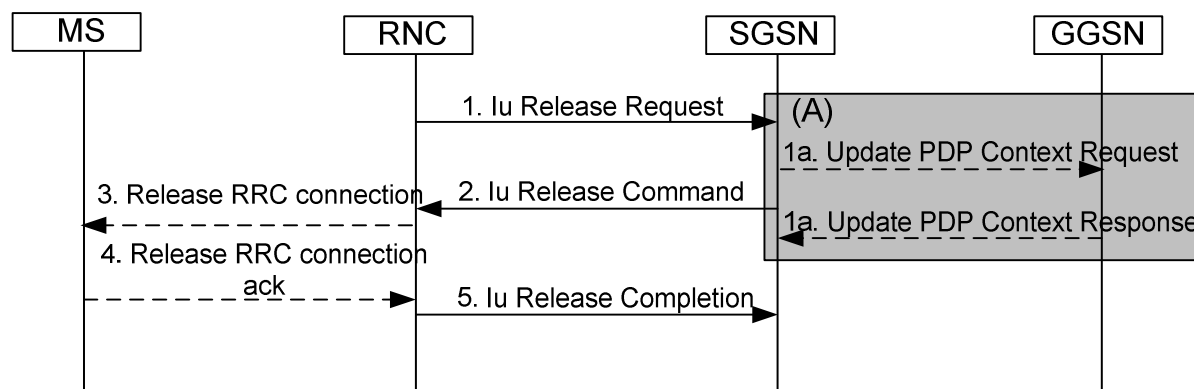 MS
RNC
SGSN
GGSN
1. Iu Release Request
(A)
1a. Update PDP Context Request
3. Release RRC connection
2. Iu Release Command
1a. Update PDP Context Response
4. Release RRC connection
ack
5. Iu Release Completion